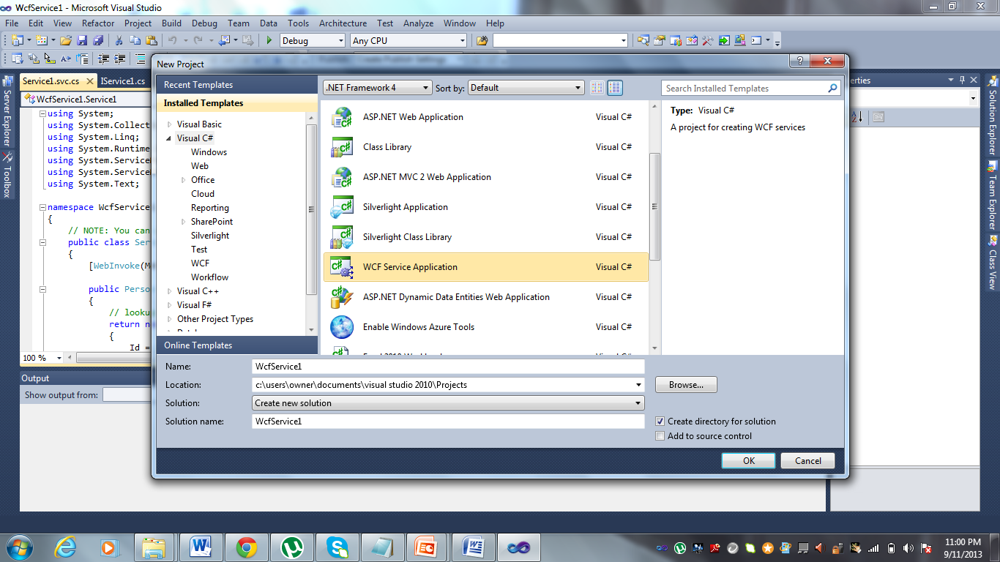 WcfService1 - Microsoft Visual Studio
File Edit View Refactor Project Build Debug Team Data Tools Architecture Test Analyze Window Help
Debug Any CPU
Service1.svc.cs IService1.cs
WcfService1.Service1
using System;
using System.Collect
using System.Linq;
using System.Runtime
using System.Service
using System.Service
using System.Text;
namespace WcfService
{
// NOTE: You can
public class Ser
{
[WebInvoke(M
public Perso
{
// looku
return n
{
Id =
100 %
Output
Show output from:
Server Explorer
Toolbox
New Project
Recent Templates
Installed Templates
Visual Basic
Visual C#
Windows
Web
Office
Cloud
Reporting
SharePoint
Silverlight
Test
WCF
Workflow
Visual C++
Visual F#
Other Project Types
Online Templates
.NET Framework 4 Sort by: Default
ASP.NET Web Application Visual C#
Class Library Visual C#
ASP.NET MVC 2 Web Application Visual C#
Silverlight Application Visual C#
Silverlight Class Library Visual C#
WCF Service Application Visual C#
ASP.NET Dynamic Data Entities Web Application Visual C#
Enable Windows Azure Tools Visual C#
Search Installed Templates
Type: Visual C#
A project for creating WCF services
Name: WcfService1
Location: c:\users\owner\documents\visual studio 2010\Projects Browse...
Solution: Create new solution
Solution name: WcfService1
Create directory for solution
Add to source control
OK Cancel
erties
Solution Explorer
Team Explorer
Class View
11:00 PM
9/11/2013